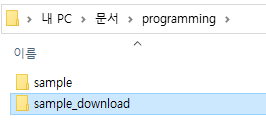 내 PC > 문서 > programming >
이름
sample
sample_download